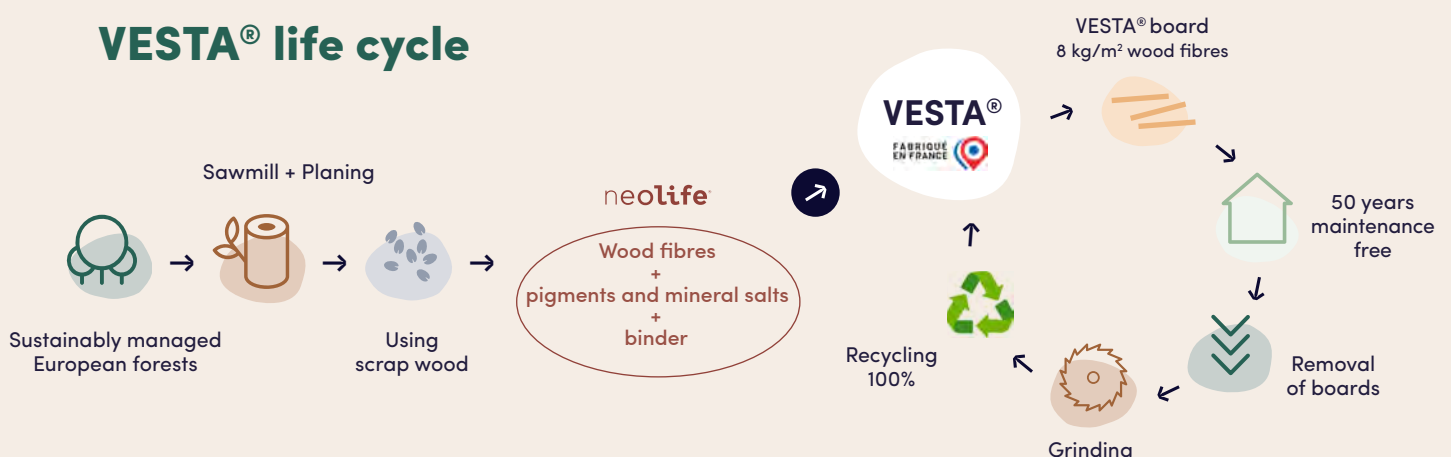 VESTA® life cycle
Sawmill + Planing
Sustainably managed
European forests
Using
scrap wood
neolife
Wood fibres
+
pigments and mineral salts
+
binder
VESTA®
FABRIQUÉ
EN FRANCE
VESTA® board
8 kg/m² wood fibres
50 years
maintenance
free
Removal
of boards
Grinding
Recycling
100%